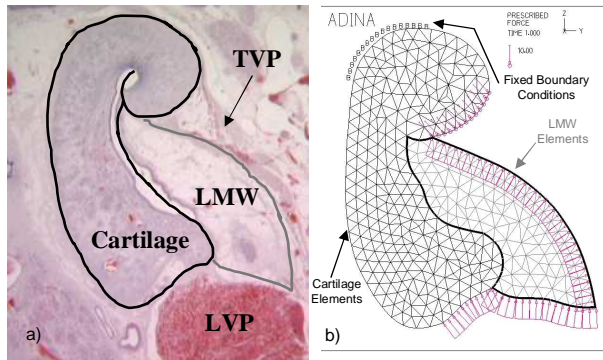 TVP
LMW
Cartilage
LVP
a)
ADINA
PRESCRIBED
FORCE
TIME 1.000
10.00
Z
Y
Fixed Boundary
Conditions
LMW
Elements
Cartilage
Elements
b)